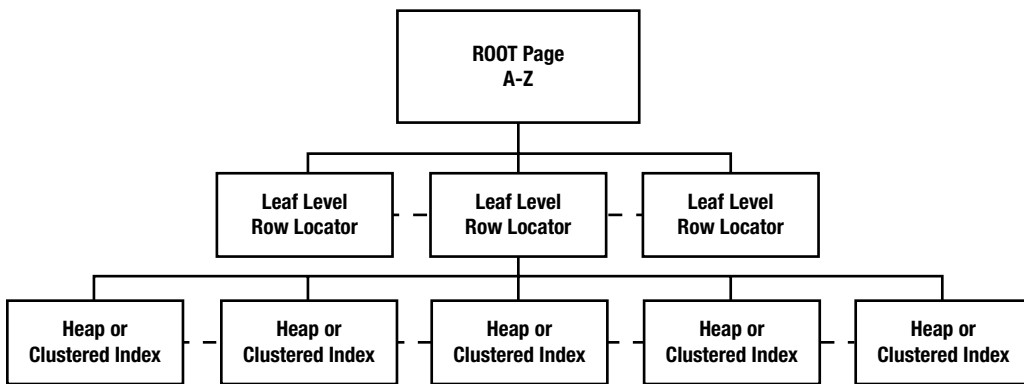 ROOT Page
A-Z
Leaf Level
Row Locator
Leaf Level
Row Locator
Leaf Level
Row Locator
Heap or
Clustered Index
Heap or
Clustered Index
Heap or
Clustered Index
Heap or
Clustered Index
Heap or
Clustered Index